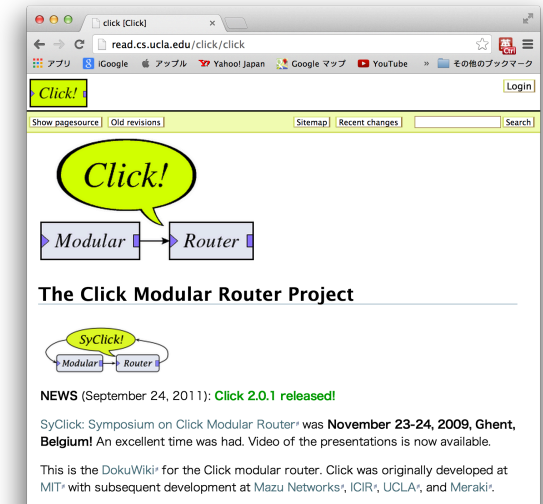 click [Click]
read.cs.ucla.edu/click/click
アプリ iGoogle アップル Yahoo! Japan Google マップ YouTube » その他のブックマーク
Click! Login
Show pagesource Old revisions Sitemap Recent changes Search
Click!
Modular Router
The Click Modular Router Project
SyClick!
Modular Router
NEWS (September 24, 2011): Click 2.0.1 released!
SyClick: Symposium on Click Modular Router was November 23-24, 2009, Ghent,
Belgium! An excellent time was had. Video of the presentations is now available.
This is the DokuWiki for the Click modular router. Click was originally developed at
MIT with subsequent development at Mazu Networks, ICIR, UCLA, and Meraki.